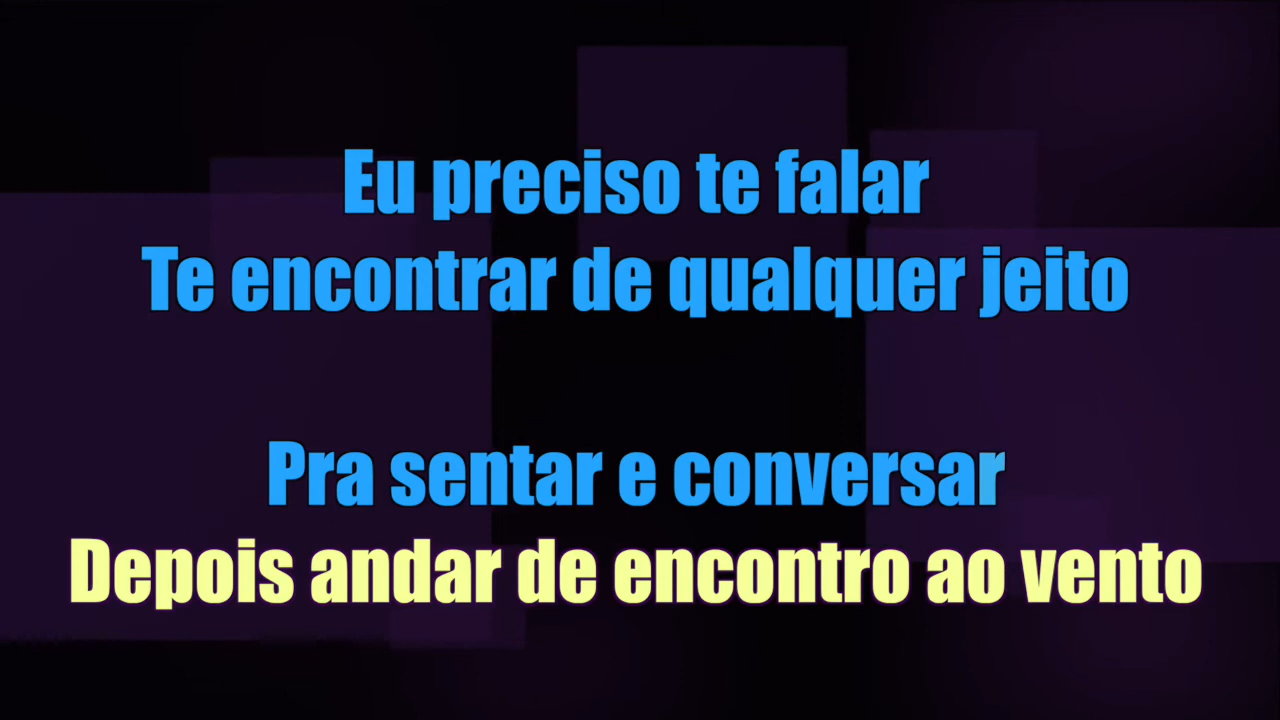 Eu preciso te falar
Te encontrar de qualquer jeito
Pra sentar e conversar
Depois andar de encontro ao vento